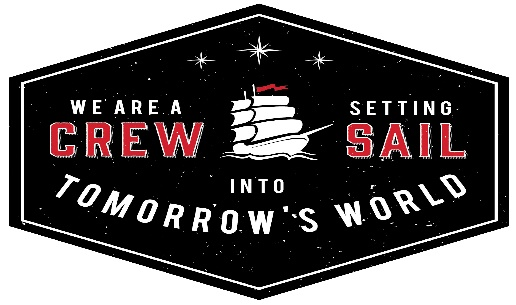 WE ARE A
CREW
SETTING
SAIL
INTO
TOMORROW'S WORLD